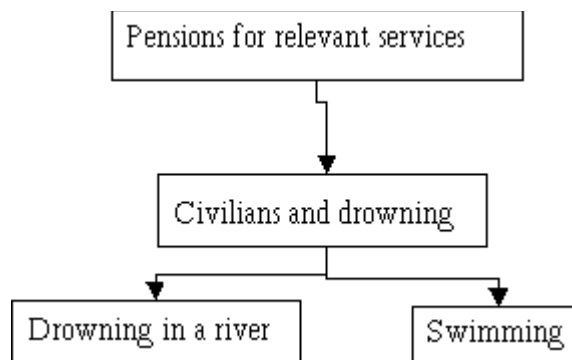 Pensions for relevant services
Civilians and drowning
Drowning in a river
Swimming